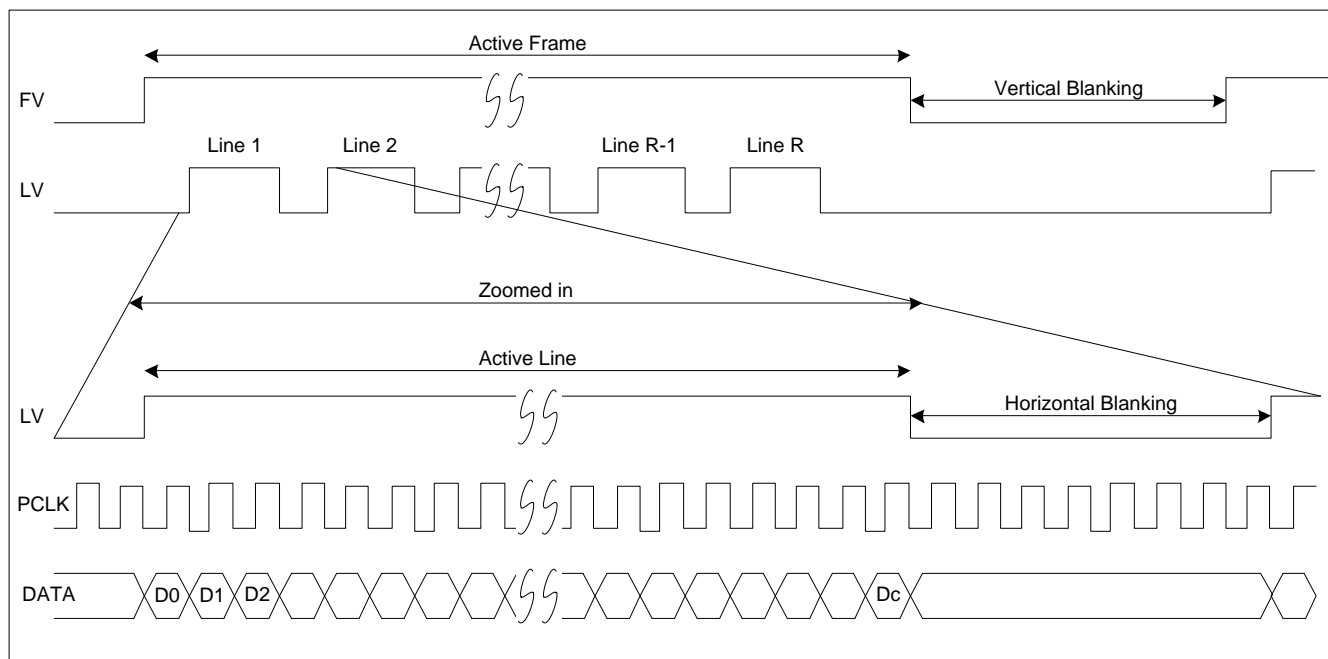 Active Frame
FV
Vertical Blanking
Line 1 Line 2 Line R-1 Line R
LV
Zoomed in
Active Line
LV
Horizontal Blanking
PCLK
DATA D0 D1 D2 Dc